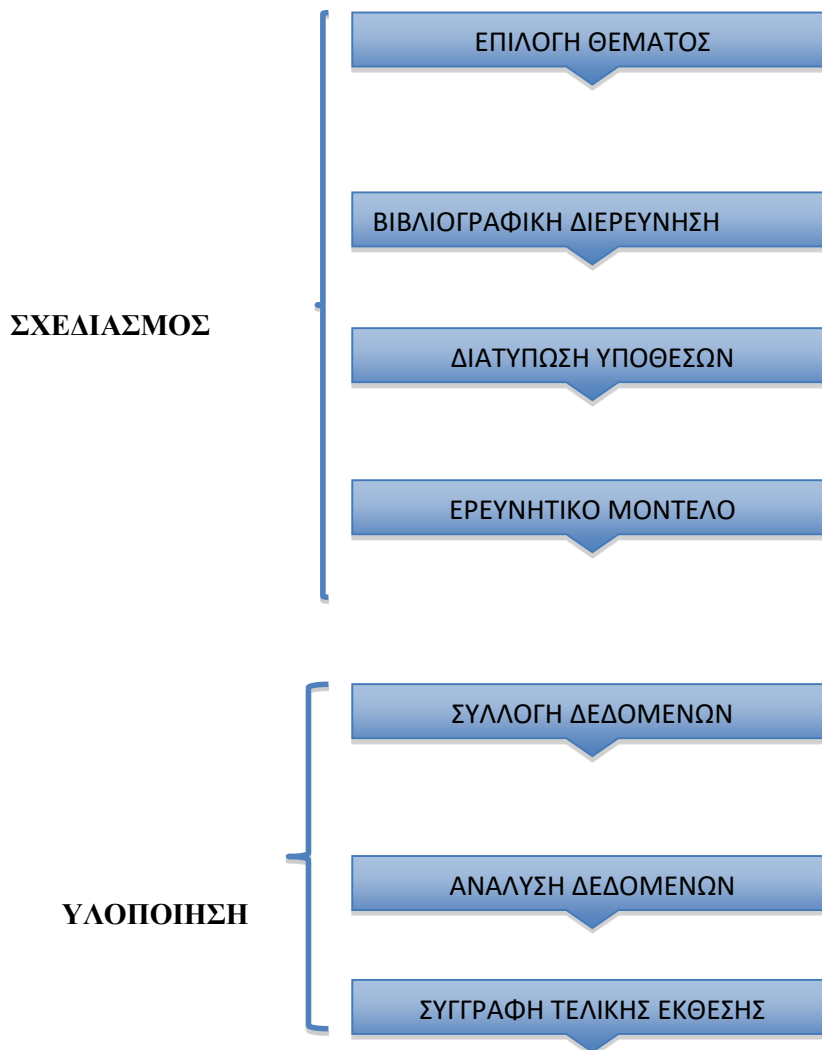 ΕΠΙΛΟΓΗ ΘΕΜΑΤΟΣ
ΒΙΒΛΙΟΓΡΑΦΙΚΗ ΔΙΕΡΕΥΝΗΣΗ
ΣΧΕΔΙΑΣΜΟΣ
ΔΙΑΤΥΠΩΣΗ ΥΠΟΘΕΣΩΝ
ΕΡΕΥΝΗΤΙΚΟ ΜΟΝΤΕΛΟ
ΣΥΛΛΟΓΗ ΔΕΔΟΜΕΝΩΝ
ΑΝΑΛΥΣΗ ΔΕΔΟΜΕΝΩΝ
ΥΛΟΠΟΙΗΣΗ
ΣΥΓΓΡΑΦΗ ΤΕΛΙΚΗΣ ΕΚΘΕΣΗΣ